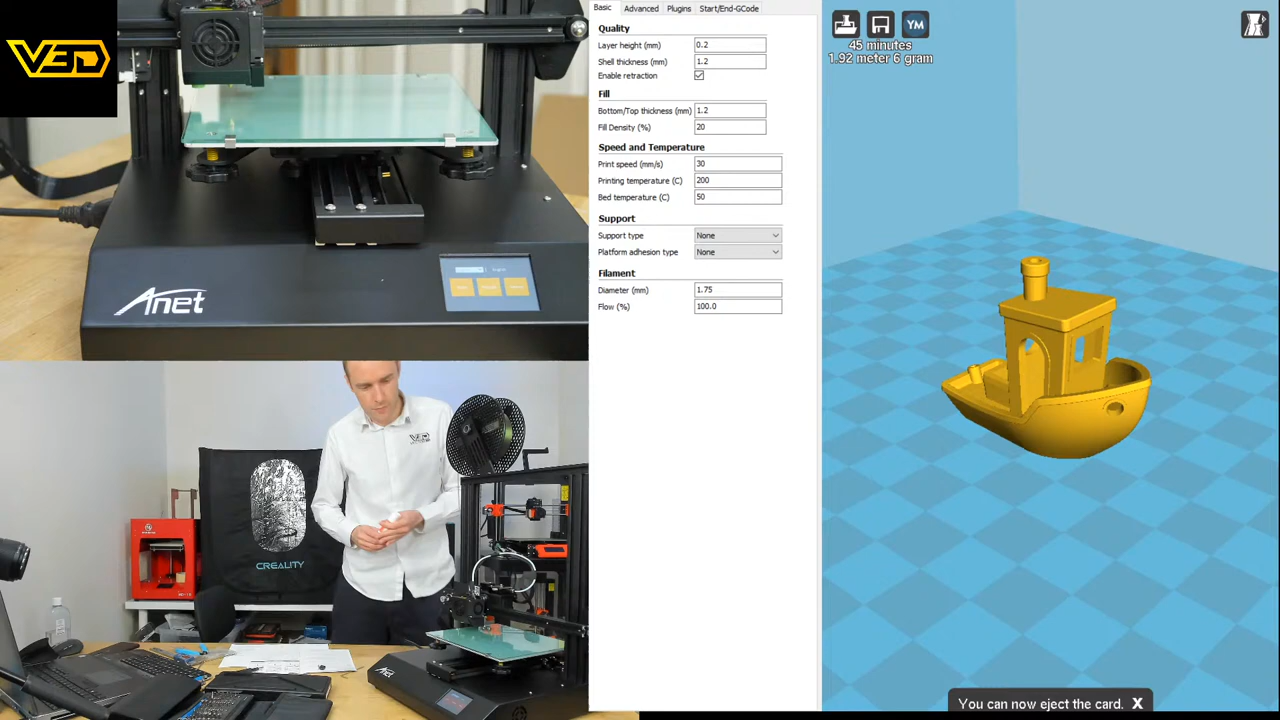 V3D
Anet
V3D
CREALITY
Anet
Basic Advanced Plugins Start/End-GCode
Quality
Layer height (mm) 0.2
Shell thickness (mm) 1.2
Enable retraction
Fill
Bottom/Top thickness (mm) 1.2
Fill Density (%) 20
Speed and Temperature
Print speed (mm/s) 30
Printing temperature (C) 200
Bed temperature (C) 50
Support
Support type None
Platform adhesion type None
Filament
Diameter (mm) 1.75
Flow (%) 100.0
YM
45 minutes
1.92 meter 6 gram
You can now eject the card. X